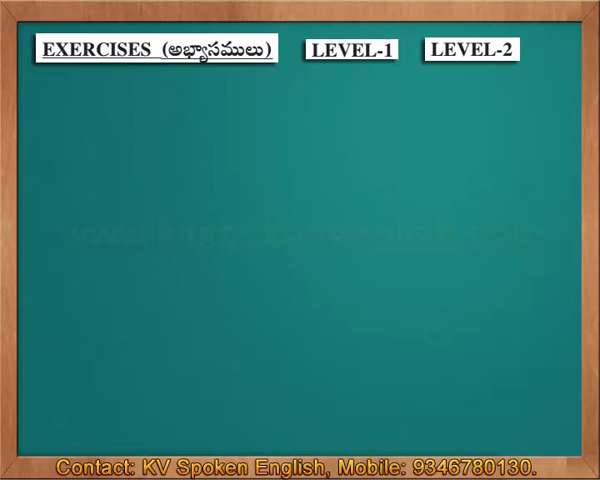 EXERCISES (అభ్యాసములు) LEVEL-1 LEVEL-2
Contact: KV Spoken English, Mobile: 9346780130.